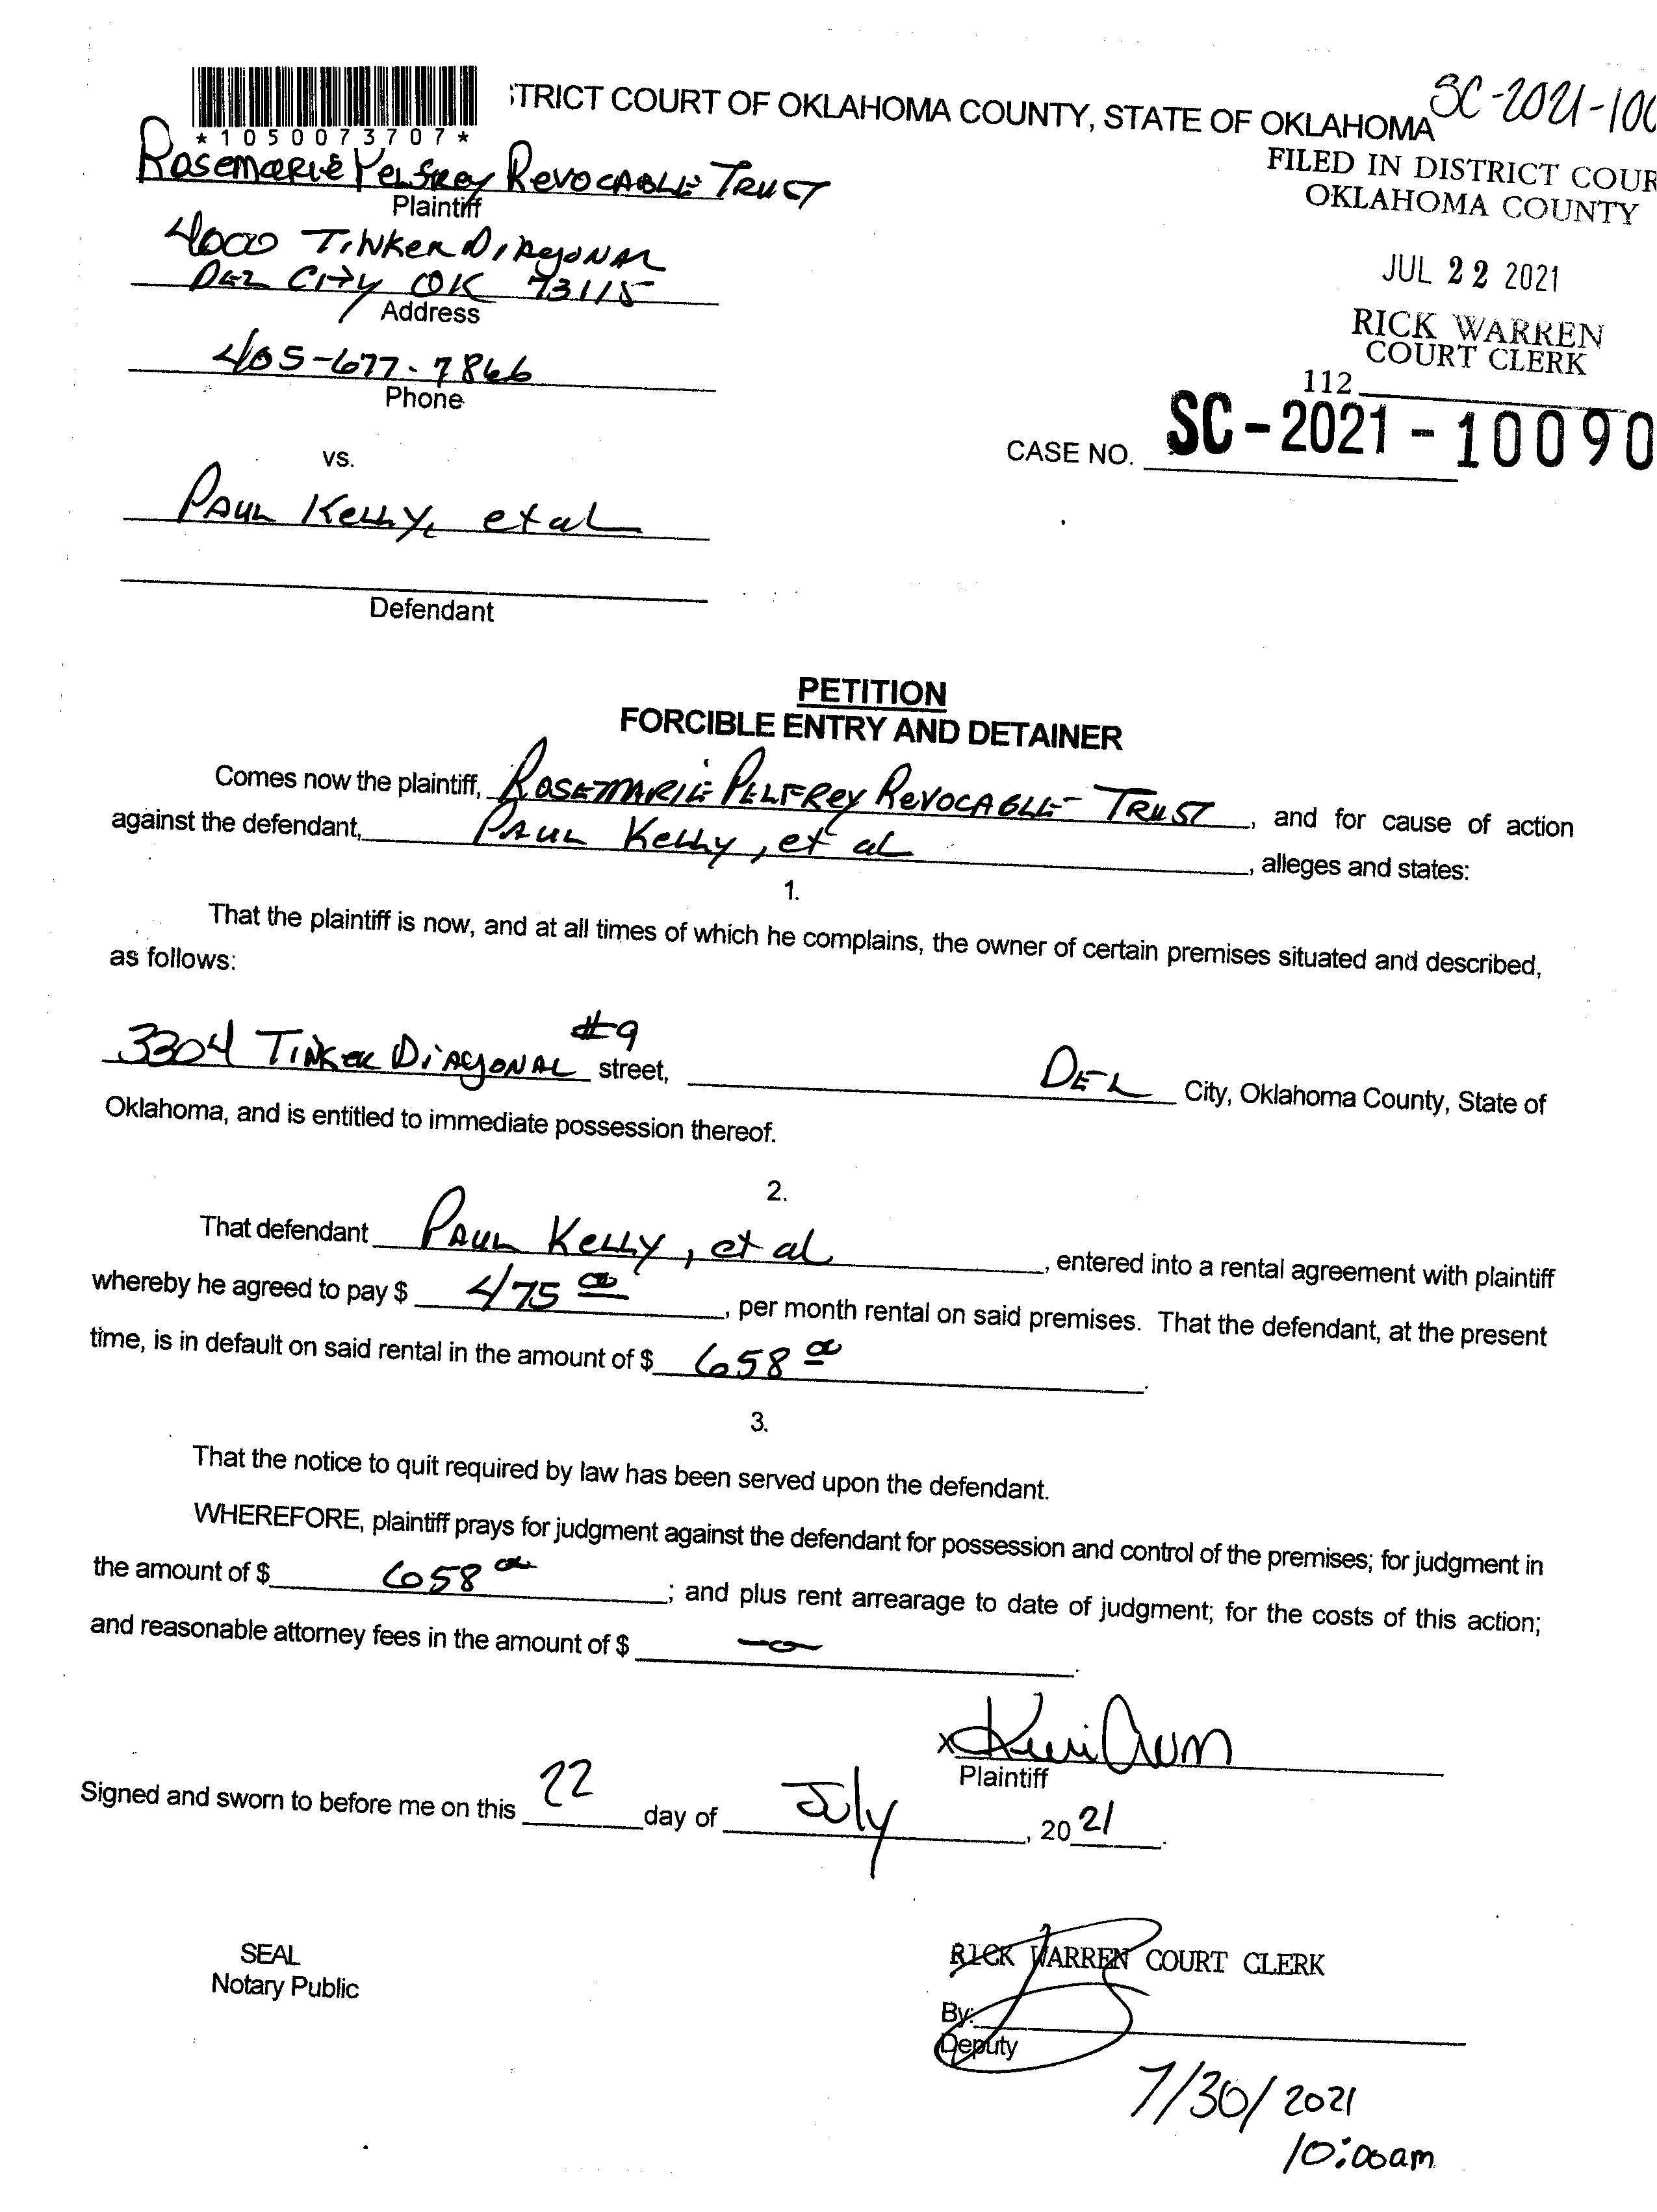 TRICT COURT OF OKLAHOMA COUNTY, STATE OF OKLAHOMA
SC-2021-100
*1050073707*
FILED IN DISTRICT COUR
OKLAHOMA COUNTY
Rosemarie Pelfrey Revocable Trust
Plaintiff
4000 Tinker Diagonal
Del City OK 73115
Address
JUL 22 2021
RICK WARREN
COURT CLERK
405-677-7866
Phone
112
CASE NO. SC-2021-10090
vs.
Paul Kelly, et al
Defendant
PETITION
FORCIBLE ENTRY AND DETAINER
Comes now the plaintiff, Rosemarie Pelfrey Revocable Trust, and for cause of action
against the defendant, Paul Kelly, et al, alleges and states:
1.
That the plaintiff is now, and at all times of which he complains, the owner of certain premises situated and described,
as follows:
3304 Tinker Diagonal #9 street, Del City, Oklahoma County, State of
Oklahoma, and is entitled to immediate possession thereof.
2.
That defendant Paul Kelly, et al, entered into a rental agreement with plaintiff
whereby he agreed to pay $ 475 00, per month rental on said premises. That the defendant, at the present
time, is in default on said rental in the amount of $ 658 00.
3.
That the notice to quit required by law has been served upon the defendant.
WHEREFORE, plaintiff prays for judgment against the defendant for possession and control of the premises; for judgment in
the amount of $ 658 00; and plus rent arrearage to date of judgment; for the costs of this action;
and reasonable attorney fees in the amount of $ -0-.
x
Plaintiff
Signed and sworn to before me on this 22 day of July, 2021.
SEAL
Notary Public
RICK WARREN COURT CLERK
By:
Deputy
7/30/2021
10:00am